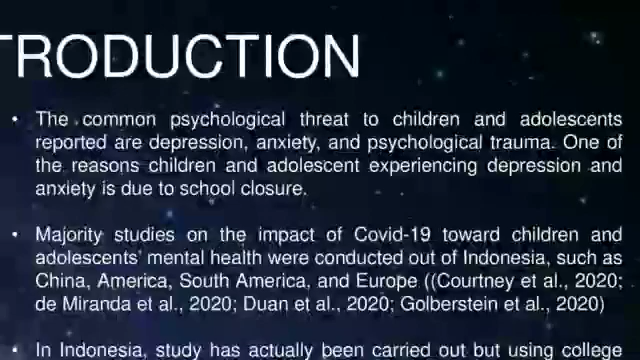 TRODUCTION
• The common psychological threat to children and adolescents
reported are depression, anxiety, and psychological trauma. One of
the reasons children and adolescent experiencing depression and
anxiety is due to school closure.
• Majority studies on the impact of Covid-19 toward children and
adolescents' mental health were conducted out of Indonesia, such as
China, America, South America, and Europe ((Courtney et al., 2020;
de Miranda et al., 2020; Duan et al., 2020; Golberstein et al., 2020)
• In Indonesia, study has actually been carried out but using college